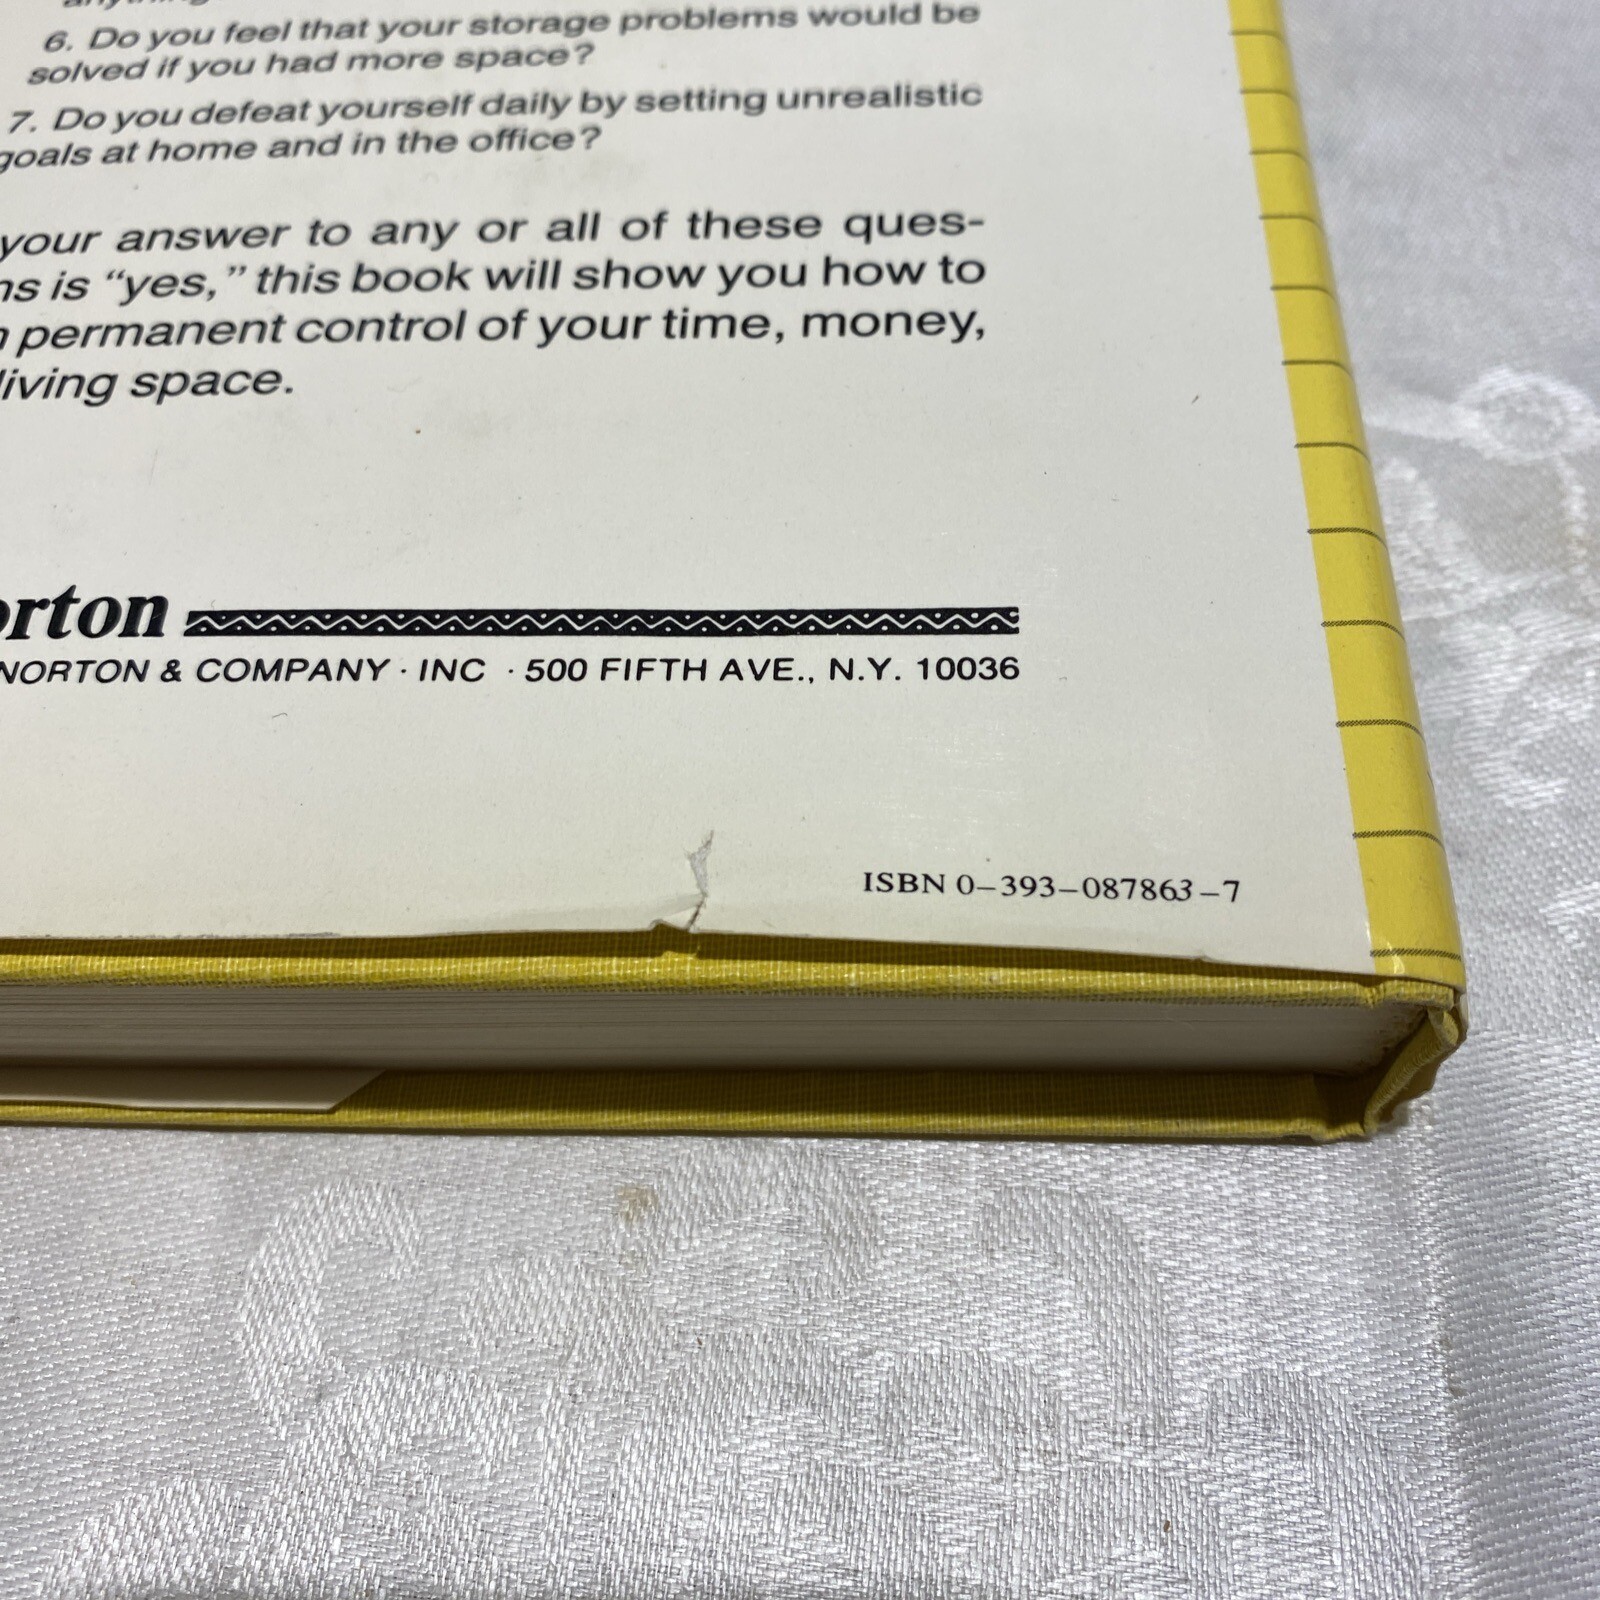 6. Do you feel that your storage problems would be
solved if you had more space?
7. Do you defeat yourself daily by setting unrealistic
goals at home and in the office?
your answer to any or all of these ques-
is "yes," this book will show you how to
permanent control of your time, money,
living space.
NORTON & COMPANY · INC · 500 FIFTH AVE., N.Y. 10036
ISBN 0–393–087863–7